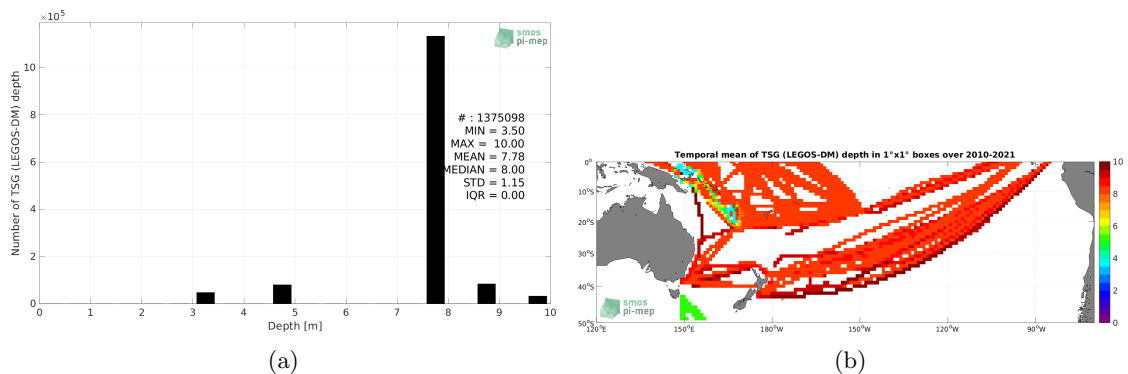 ×10⁵
smos
pi-mep
10
8
6
4
2
0
Number of TSG (LEGOS-DM) depth
# : 1375098
MIN = 3.50
MAX = 10.00
MEAN = 7.78
MEDIAN = 8.00
STD = 1.15
IQR = 0.00
0 1 2 3 4 5 6 7 8 9 10
Depth [m]
(a)
Temporal mean of TSG (LEGOS-DM) depth in 1°x1° boxes over 2010-2021
0°
10°S
20°S
30°S
40°S
50°S
120°E 150°E 180°W 150°W 120°W 90°W
smos
pi-mep
10
8
6
4
2
0
(b)